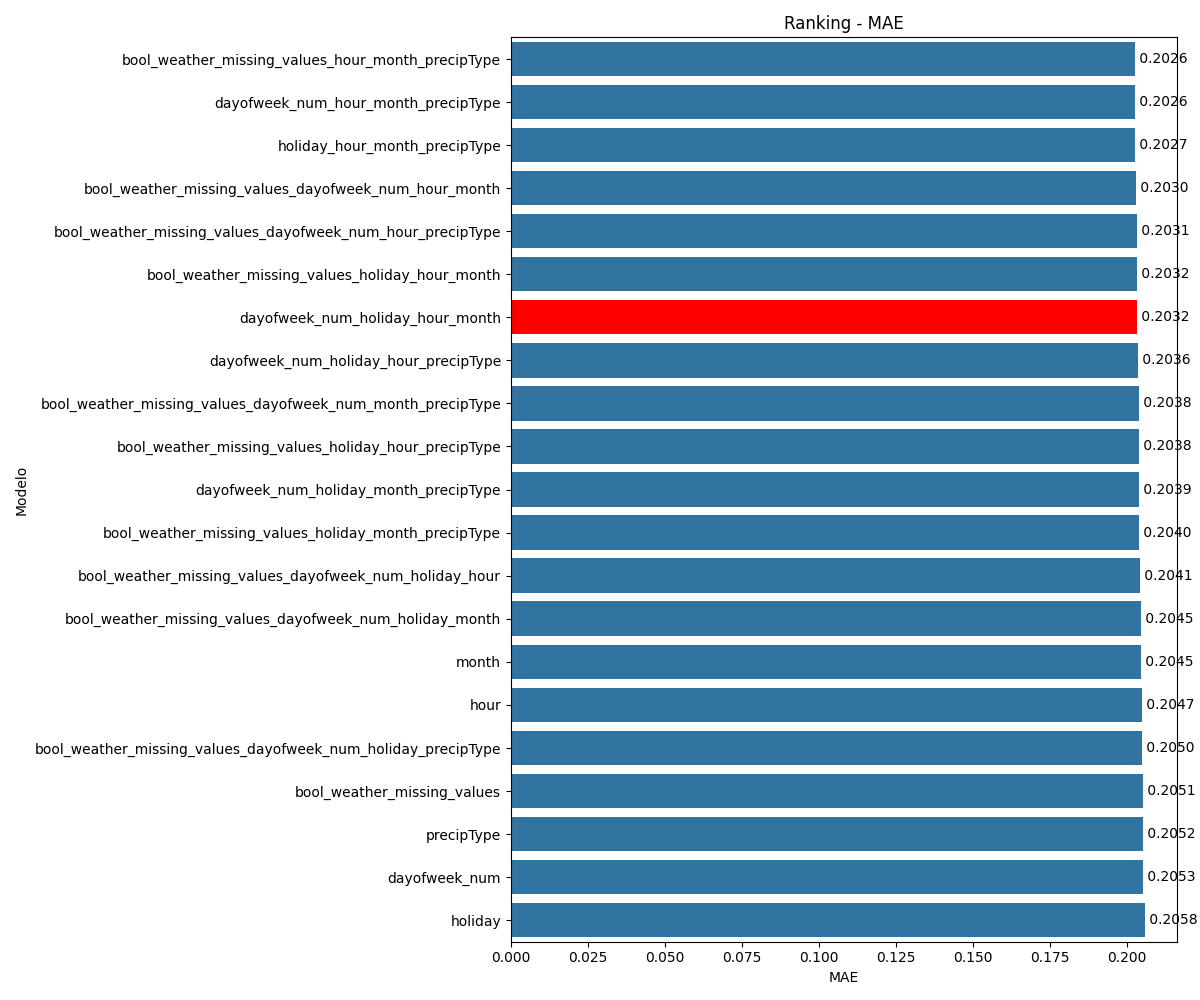 Ranking - MAE
bool_weather_missing_values_hour_month_precipType 0.2026
dayofweek_num_hour_month_precipType 0.2026
holiday_hour_month_precipType 0.2027
bool_weather_missing_values_dayofweek_num_hour_month 0.2030
bool_weather_missing_values_dayofweek_num_hour_precipType 0.2031
bool_weather_missing_values_holiday_hour_month 0.2032
dayofweek_num_holiday_hour_month 0.2032
dayofweek_num_holiday_hour_precipType 0.2036
bool_weather_missing_values_dayofweek_num_month_precipType 0.2038
bool_weather_missing_values_holiday_hour_precipType 0.2038
dayofweek_num_holiday_month_precipType 0.2039
bool_weather_missing_values_holiday_month_precipType 0.2040
bool_weather_missing_values_dayofweek_num_holiday_hour 0.2041
bool_weather_missing_values_dayofweek_num_holiday_month 0.2045
month 0.2045
hour 0.2047
bool_weather_missing_values_dayofweek_num_holiday_precipType 0.2050
bool_weather_missing_values 0.2051
precipType 0.2052
dayofweek_num 0.2053
holiday 0.2058
Modelo
0.000 0.025 0.050 0.075 0.100 0.125 0.150 0.175 0.200
MAE